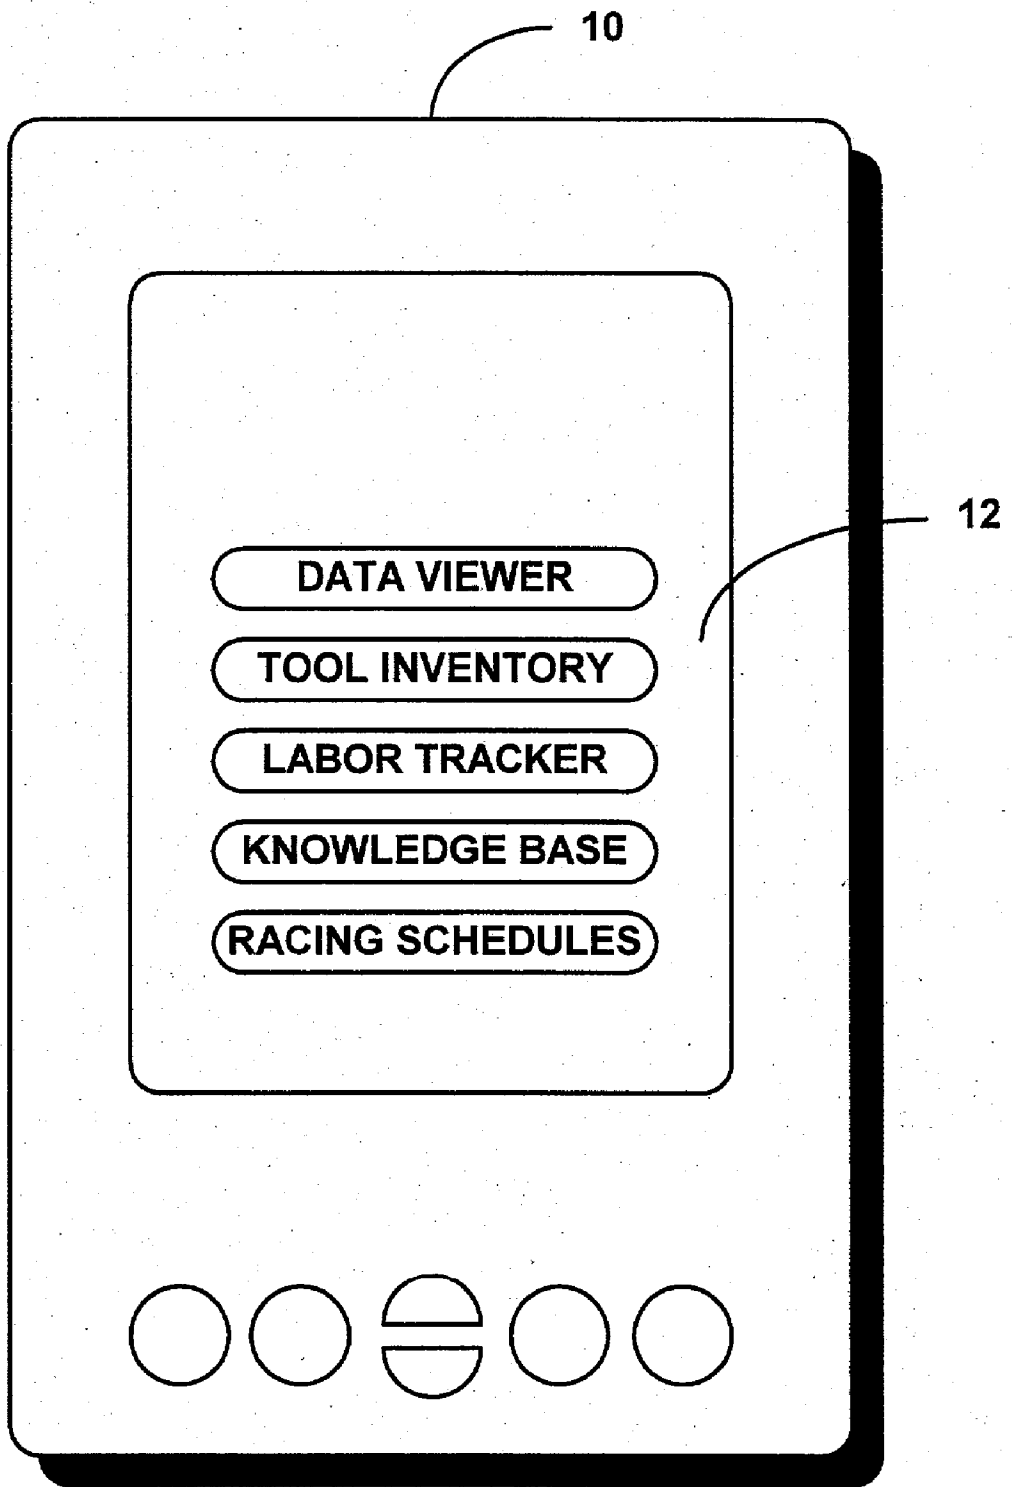 10
12
DATA VIEWER
TOOL INVENTORY
LABOR TRACKER
KNOWLEDGE BASE
RACING SCHEDULES